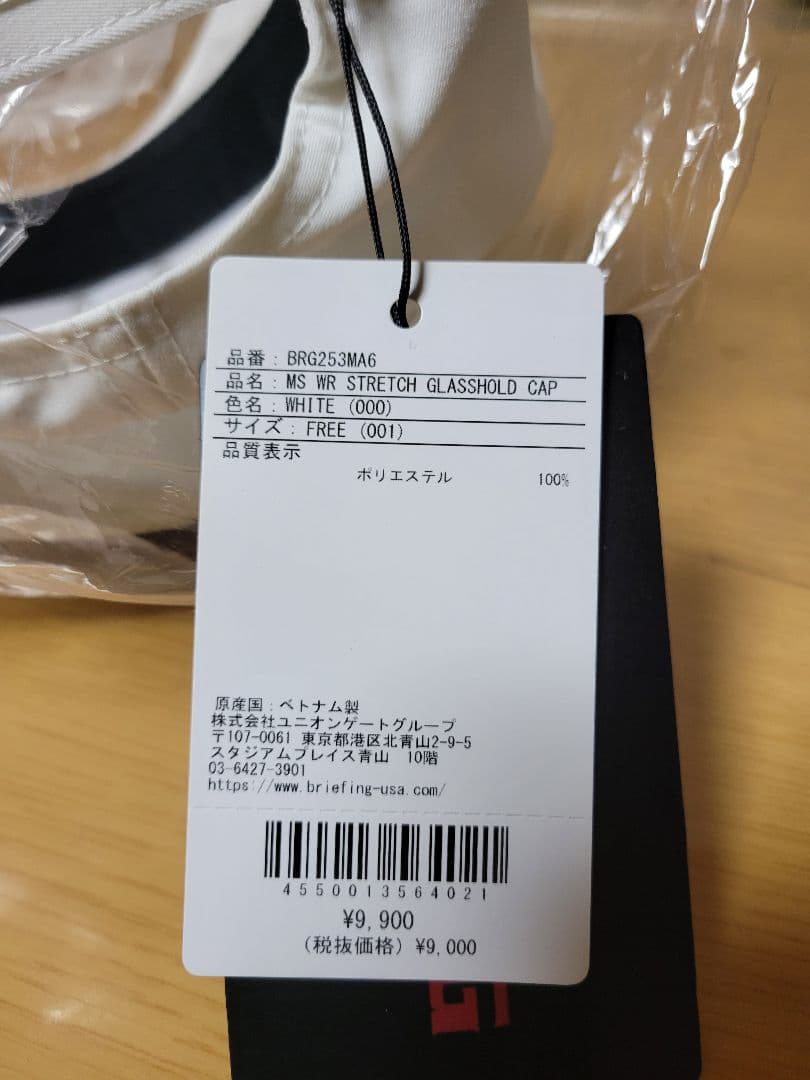 品番 : BRG253MA6
品名 : MS WR STRETCH GLASSHOLD CAP
色名 : WHITE (000)
サイズ : FREE (001)
品質表示
ポリエステル 100%
原産国 : ベトナム製
株式会社ユニオンゲートグループ
〒107-0061 東京都港区北青山2-9-5
スタジアムプレイス青山 10階
03-6427-3901
https://www.briefing-usa.com/
4550013564021
¥9,900
(税抜価格) ¥9,000
G